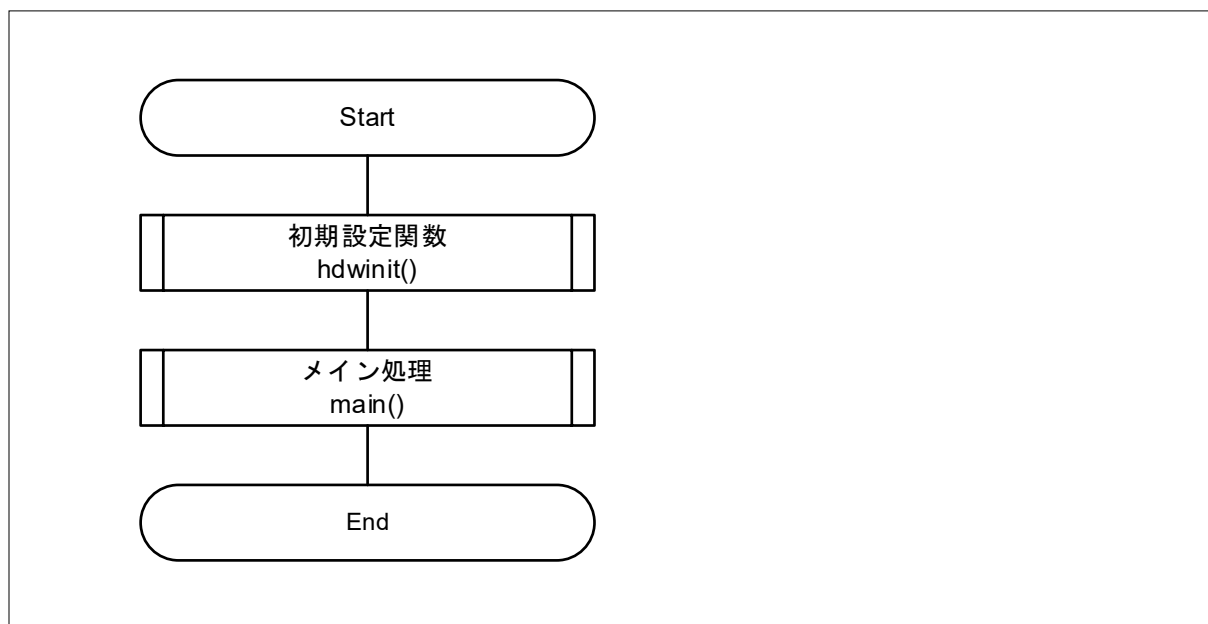 Start
初期設定関数
hdwinit()
メイン処理
main()
End